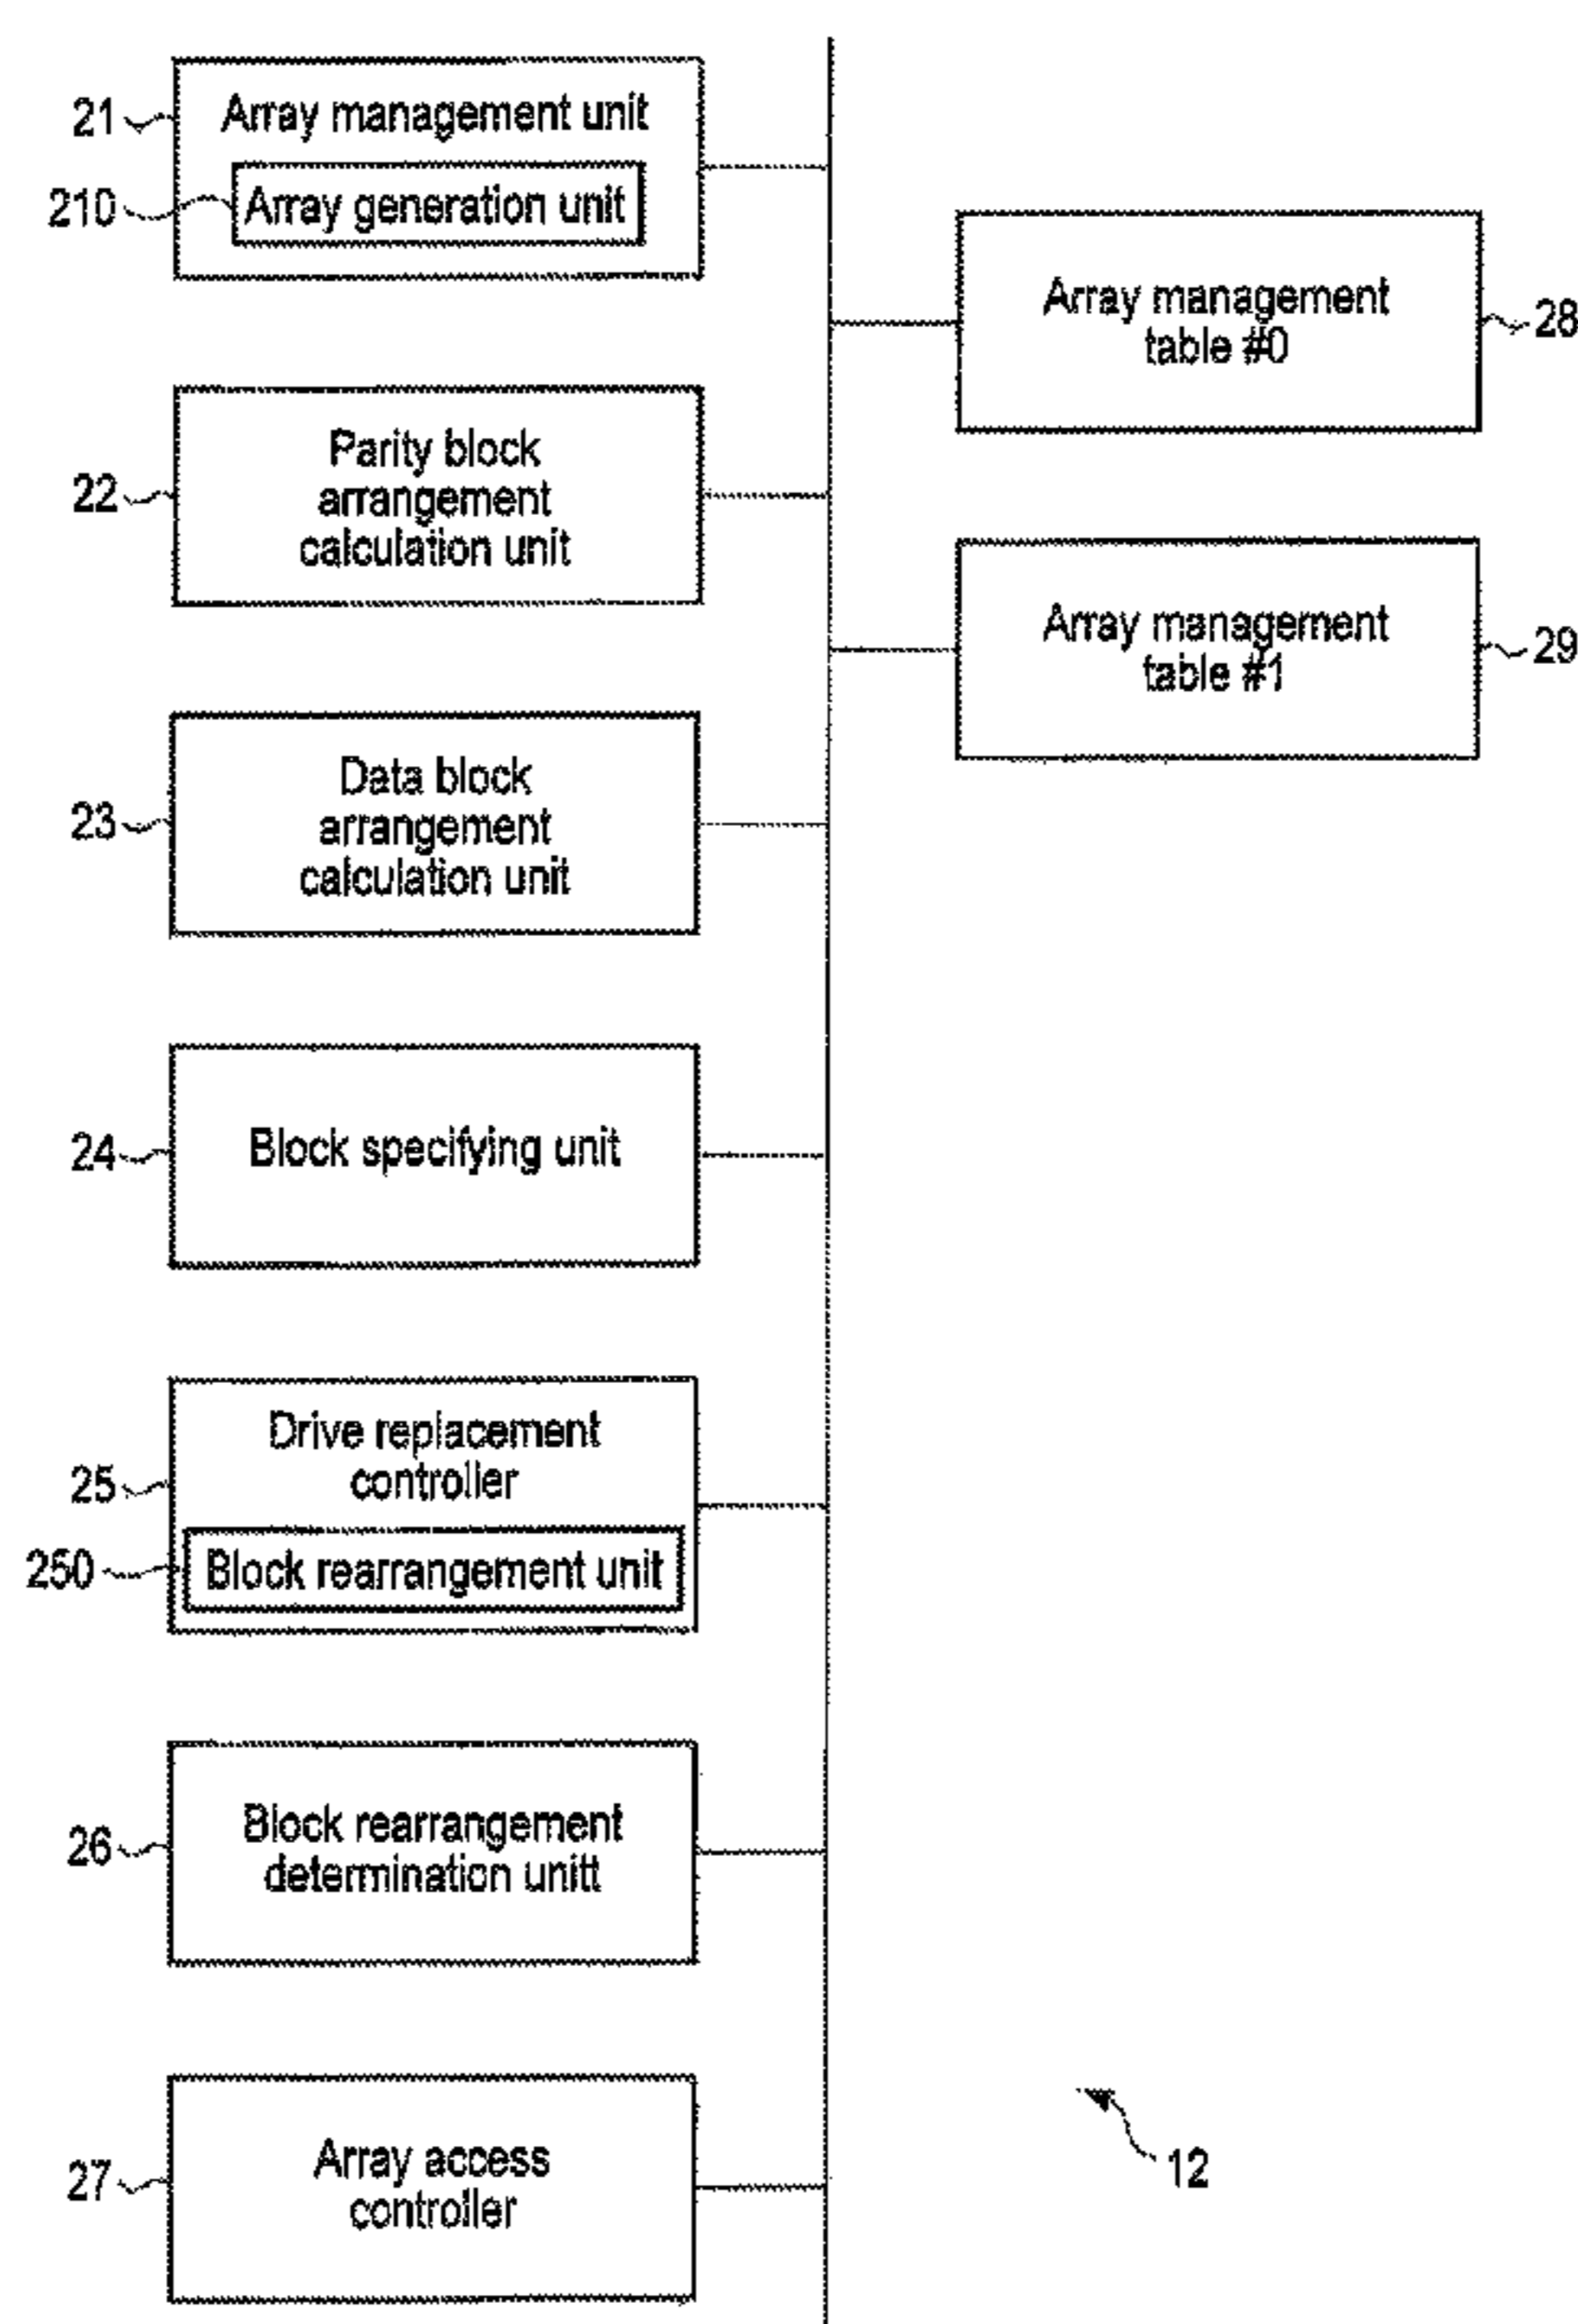 21
Array management unit
210
Array generation unit
Array management
table #0
28
22
Parity block
arrangement
calculation unit
Array management
table #1
29
23
Data block
arrangement
calculation unit
24
Block specifying unit
25
Drive replacement
controller
250
Block rearrangement unit
26
Block rearrangement
determination unitt
27
Array access
controller
12